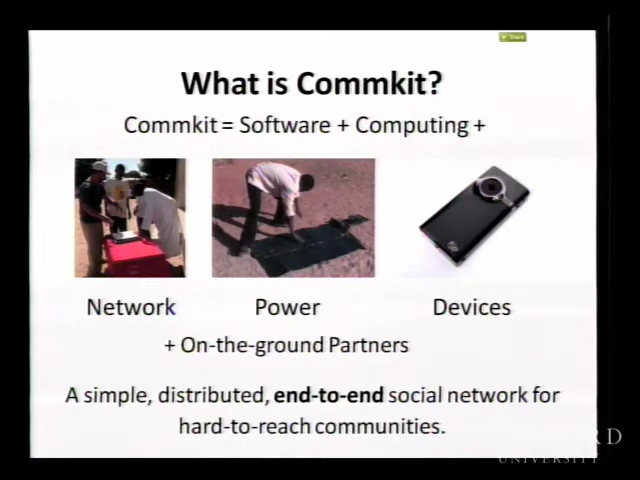 Share
What is Commkit?
Commkit = Software + Computing +
Network Power Devices
+ On-the-ground Partners
A simple, distributed, end-to-end social network for
hard-to-reach communities.
UNIVERSITY